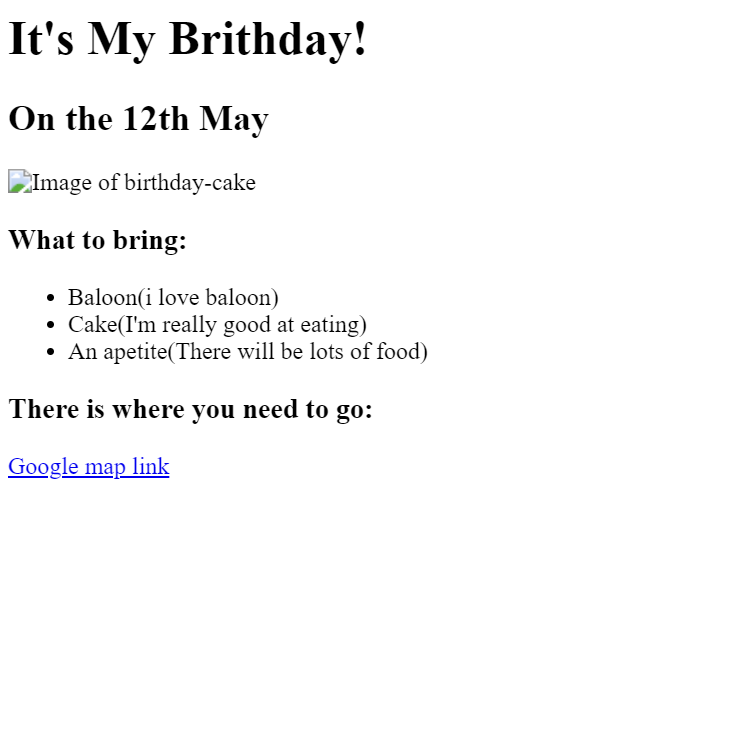 It's My Brithday!
On the 12th May
Image of birthday-cake
What to bring:
Baloon(i love baloon)
Cake(I'm really good at eating)
An apetite(There will be lots of food)
There is where you need to go:
Google map link